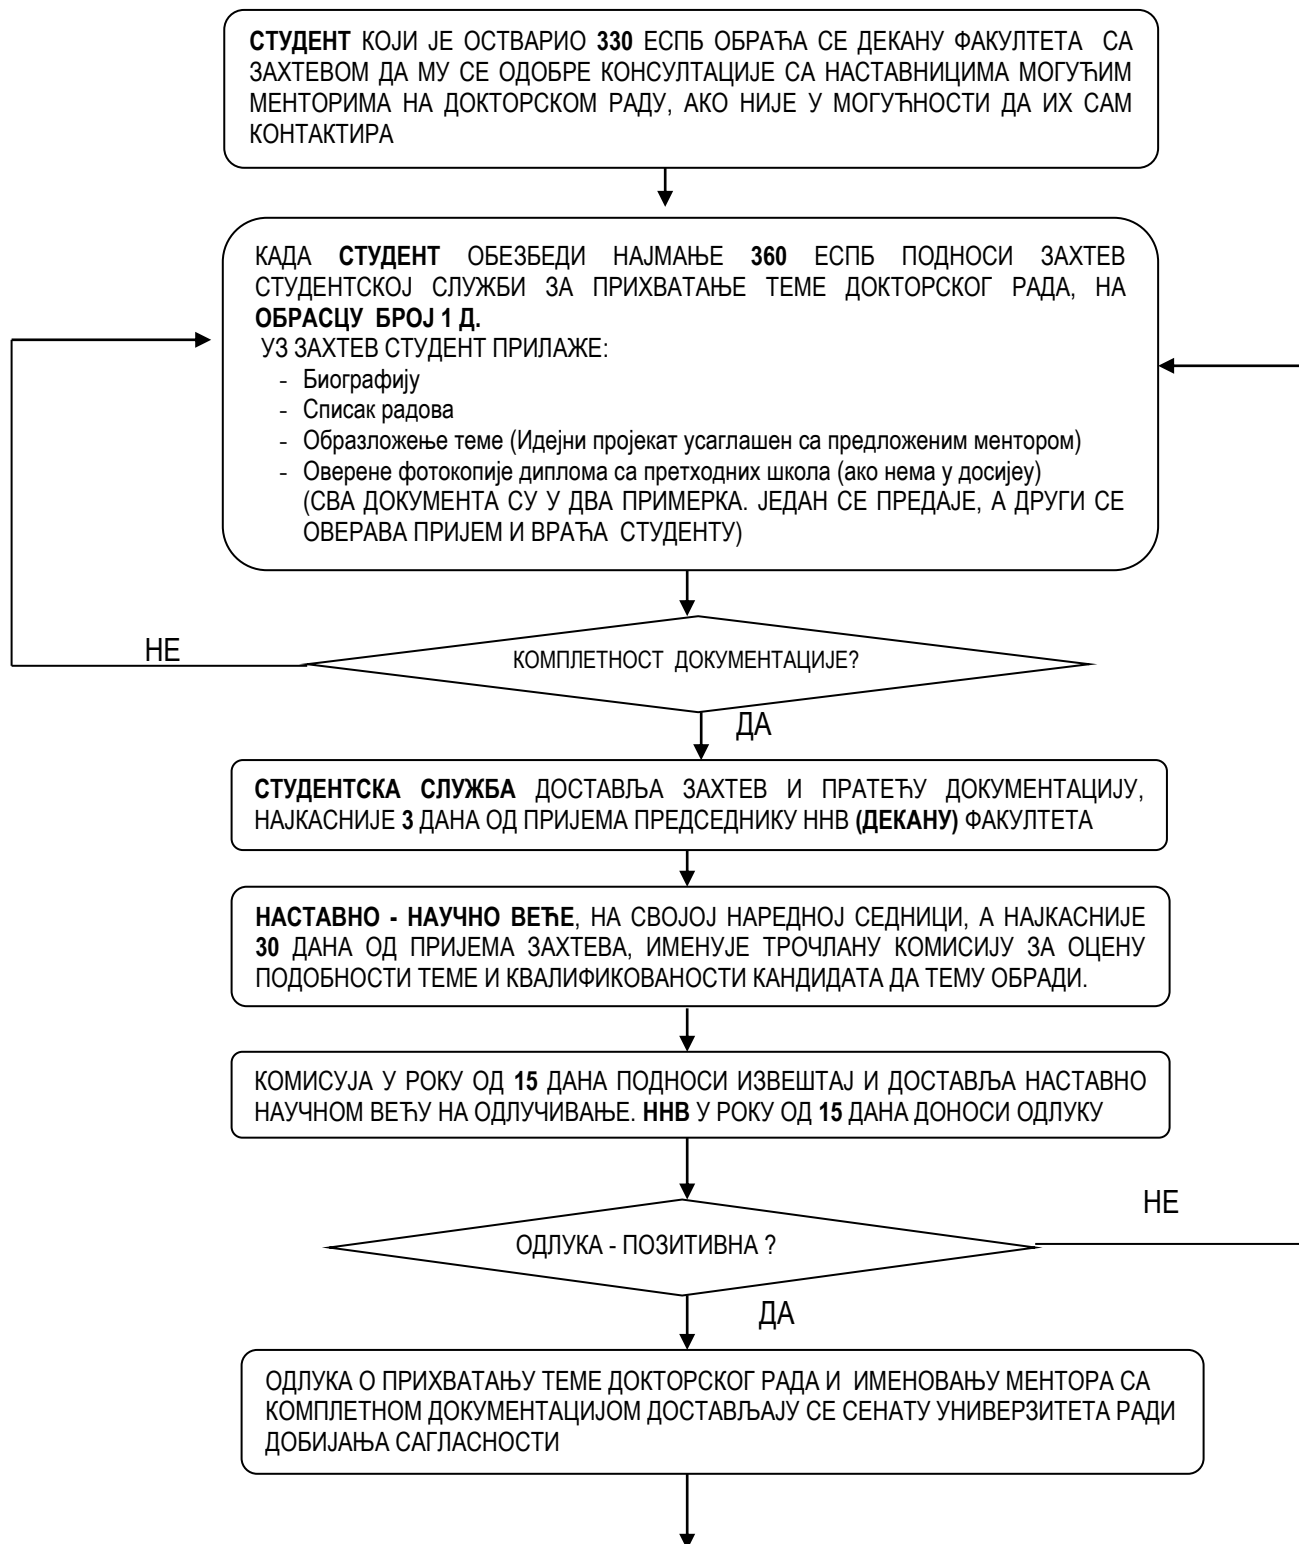 СТУДЕНТ КОЈИ ЈЕ ОСТВАРИО 330 ЕСПБ ОБРАЋА СЕ ДЕКАНУ ФАКУЛТЕТА СА
ЗАХТЕВОМ ДА МУ СЕ ОДОБРЕ КОНСУЛТАЦИЈЕ СА НАСТАВНИЦИМА МОГУЋИМ
МЕНТОРИМА НА ДОКТОРСКОМ РАДУ, АКО НИЈЕ У МОГУЋНОСТИ ДА ИХ САМ
КОНТАКТИРА
КАДА СТУДЕНТ ОБЕЗБЕДИ НАЈМАЊЕ 360 ЕСПБ ПОДНОСИ ЗАХТЕВ
СТУДЕНТСКОЈ СЛУЖБИ ЗА ПРИХВАТАЊЕ ТЕМЕ ДОКТОРСКОГ РАДА, НА
ОБРАСЦУ БРОЈ 1 Д.
УЗ ЗАХТЕВ СТУДЕНТ ПРИЛАЖЕ:
- Биографију
- Списак радова
- Образложење теме (Идејни пројекат усаглашен са предложеним ментором)
- Оверене фотокопије диплома са претходних школа (ако нема у досијеу)
(СВА ДОКУМЕНТА СУ У ДВА ПРИМЕРКА. ЈЕДАН СЕ ПРЕДАЈЕ, А ДРУГИ СЕ
ОВЕРАВА ПРИЈЕМ И ВРАЋА СТУДЕНТУ)
НЕ
КОМПЛЕТНОСТ ДОКУМЕНТАЦИЈЕ?
ДА
СТУДЕНТСКА СЛУЖБА ДОСТАВЉА ЗАХТЕВ И ПРАТЕЋУ ДОКУМЕНТАЦИЈУ,
НАЈКАСНИЈЕ 3 ДАНА ОД ПРИЈЕМА ПРЕДСЕДНИКУ ННВ (ДЕКАНУ) ФАКУЛТЕТА
НАСТАВНО - НАУЧНО ВЕЋЕ, НА СВОЈОЈ НАРЕДНОЈ СЕДНИЦИ, А НАЈКАСНИЈЕ
30 ДАНА ОД ПРИЈЕМА ЗАХТЕВА, ИМЕНУЈЕ ТРОЧЛАНУ КОМИСИЈУ ЗА ОЦЕНУ
ПОДОБНОСТИ ТЕМЕ И КВАЛИФИКОВАНОСТИ КАНДИДАТА ДА ТЕМУ ОБРАДИ.
КОМИСУЈА У РОКУ ОД 15 ДАНА ПОДНОСИ ИЗВЕШТАЈ И ДОСТАВЉА НАСТАВНО
НАУЧНОМ ВЕЋУ НА ОДЛУЧИВАЊЕ. ННВ У РОКУ ОД 15 ДАНА ДОНОСИ ОДЛУКУ
НЕ
ОДЛУКА - ПОЗИТИВНА ?
ДА
ОДЛУКА О ПРИХВАТАЊУ ТЕМЕ ДОКТОРСКОГ РАДА И ИМЕНОВАЊУ МЕНТОРА СА
КОМПЛЕТНОМ ДОКУМЕНТАЦИЈОМ ДОСТАВЉАЈУ СЕ СЕНАТУ УНИВЕРЗИТЕТА РАДИ
ДОБИЈАЊА САГЛАСНОСТИ